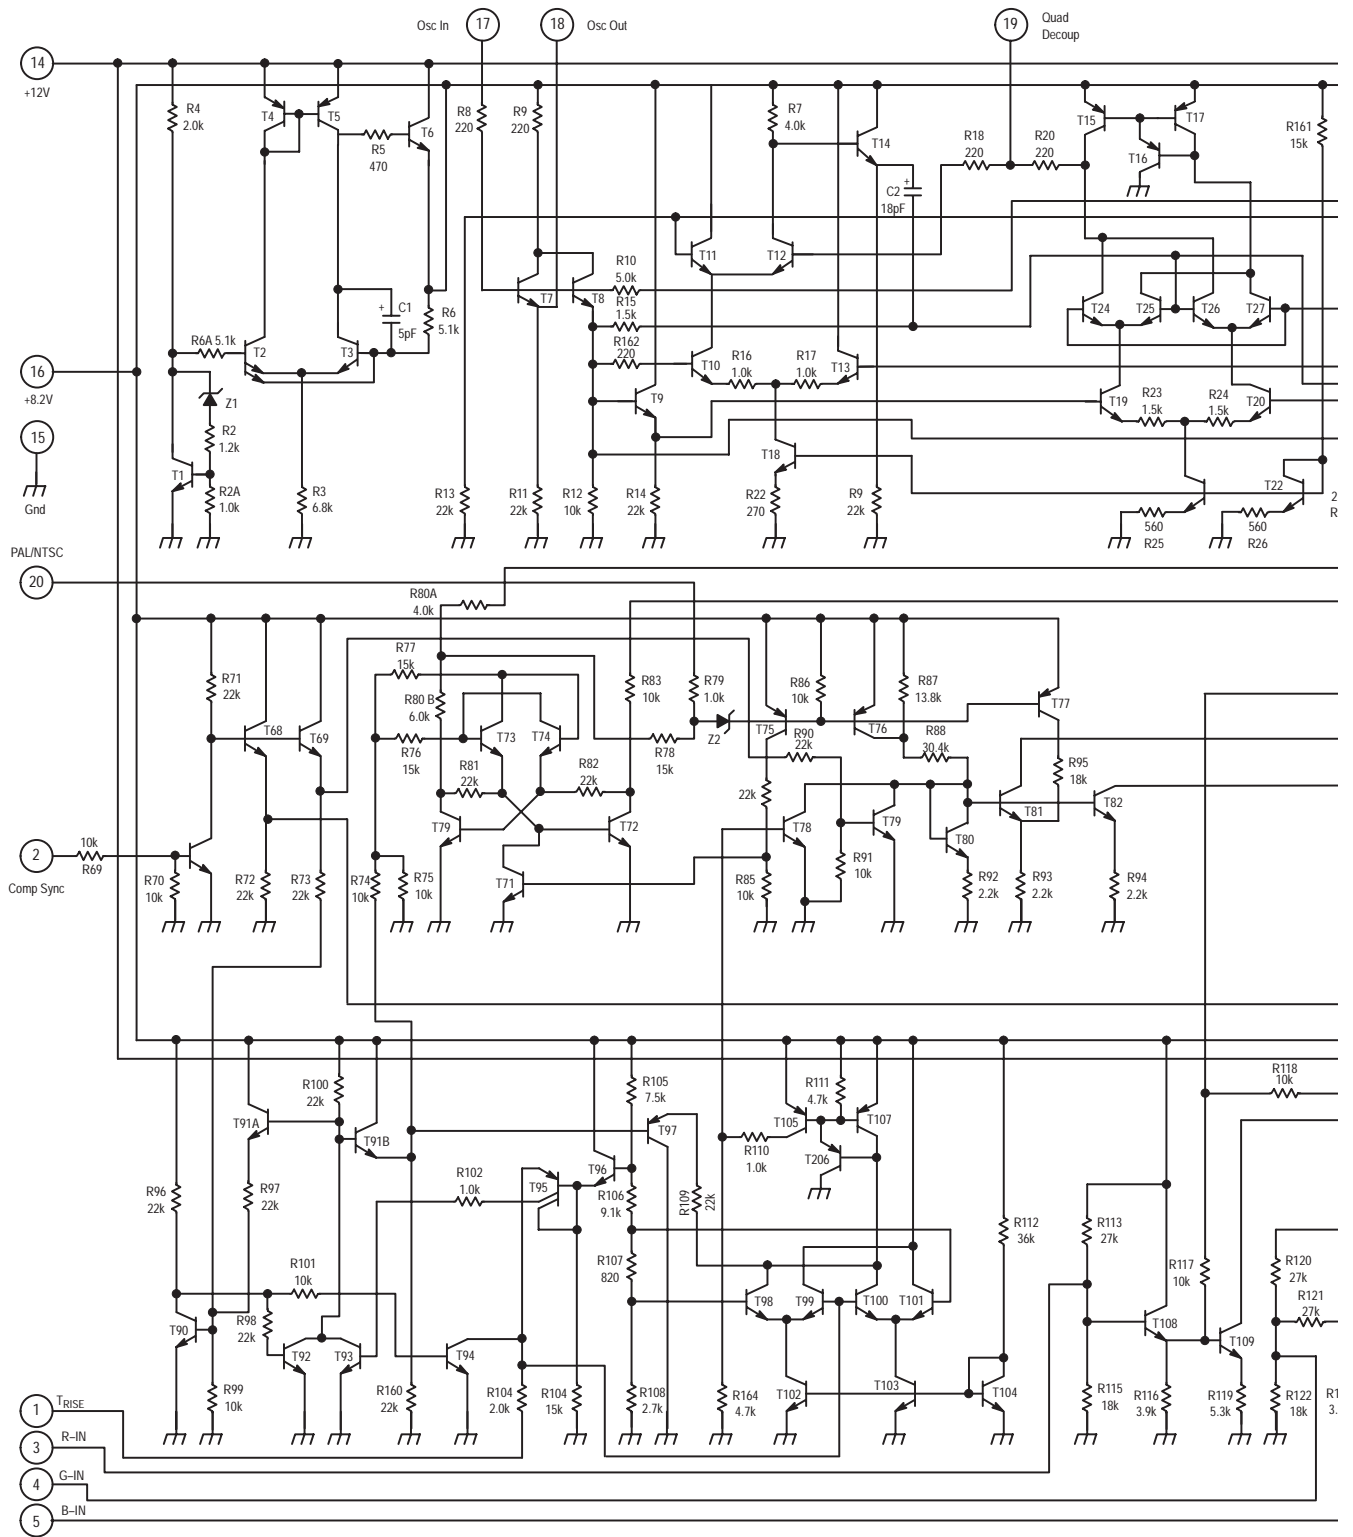 Osc In
17
18
Osc Out
19
Quad
Decoup
14
+12V
R4
2.0k
T4
T5
R5
470
T6
R8
220
R9
220
R7
4.0k
T14
C2
18pF
+
R18
220
R20
220
T15
T17
T16
R161
15k
T11
T12
R10
5.0k
R15
1.5k
T7
T8
R162
220
+
C1
5pF
R6
5.1k
R6A 5.1k
T2
T3
T10
R16
1.0k
R17
1.0k
T13
T24
T25
T26
T27
16
+8.2V
Z1
R2
1.2k
T9
T19
R23
1.5k
R24
1.5k
T20
15
Gnd
T1
R2A
1.0k
R3
6.8k
R13
22k
R11
22k
R12
10k
R14
22k
T18
R22
270
R9
22k
T22
560
R25
560
R26
2
R
PAL/NTSC
20
R80A
4.0k
R71
22k
R77
15k
R80 B
6.0k
R83
10k
R79
1.0k
R86
10k
R87
13.8k
T77
T68
T69
R76
15k
T73
T74
R78
15k
Z2
T75
R90
22k
T76
R88
30.4k
R81
22k
R82
22k
22k
R95
18k
T79
T72
T78
T79
T80
T81
T82
2
Comp Sync
10k
R69
R70
10k
R72
22k
R73
22k
R74
10k
R75
10k
T71
R85
10k
R91
10k
R92
2.2k
R93
2.2k
R94
2.2k
R100
22k
T91A
T91B
R105
7.5k
T97
R111
4.7k
T105
T107
R118
10k
R110
1.0k
T206
R96
22k
R97
22k
R102
1.0k
T95
T96
R106
9.1k
R109
22k
R112
36k
R113
27k
R101
10k
R107
820
R117
10k
R120
27k
R121
27k
T90
R98
22k
T92
T93
T94
T98
T99
T100
T101
T108
T109
R99
10k
R160
22k
R104
2.0k
R104
15k
R108
2.7k
R164
4.7k
T102
T103
T104
R115
18k
R116
3.9k
R119
5.3k
R122
18k
R1
3.
1
TRISE
3
R–IN
4
G–IN
5
B–IN